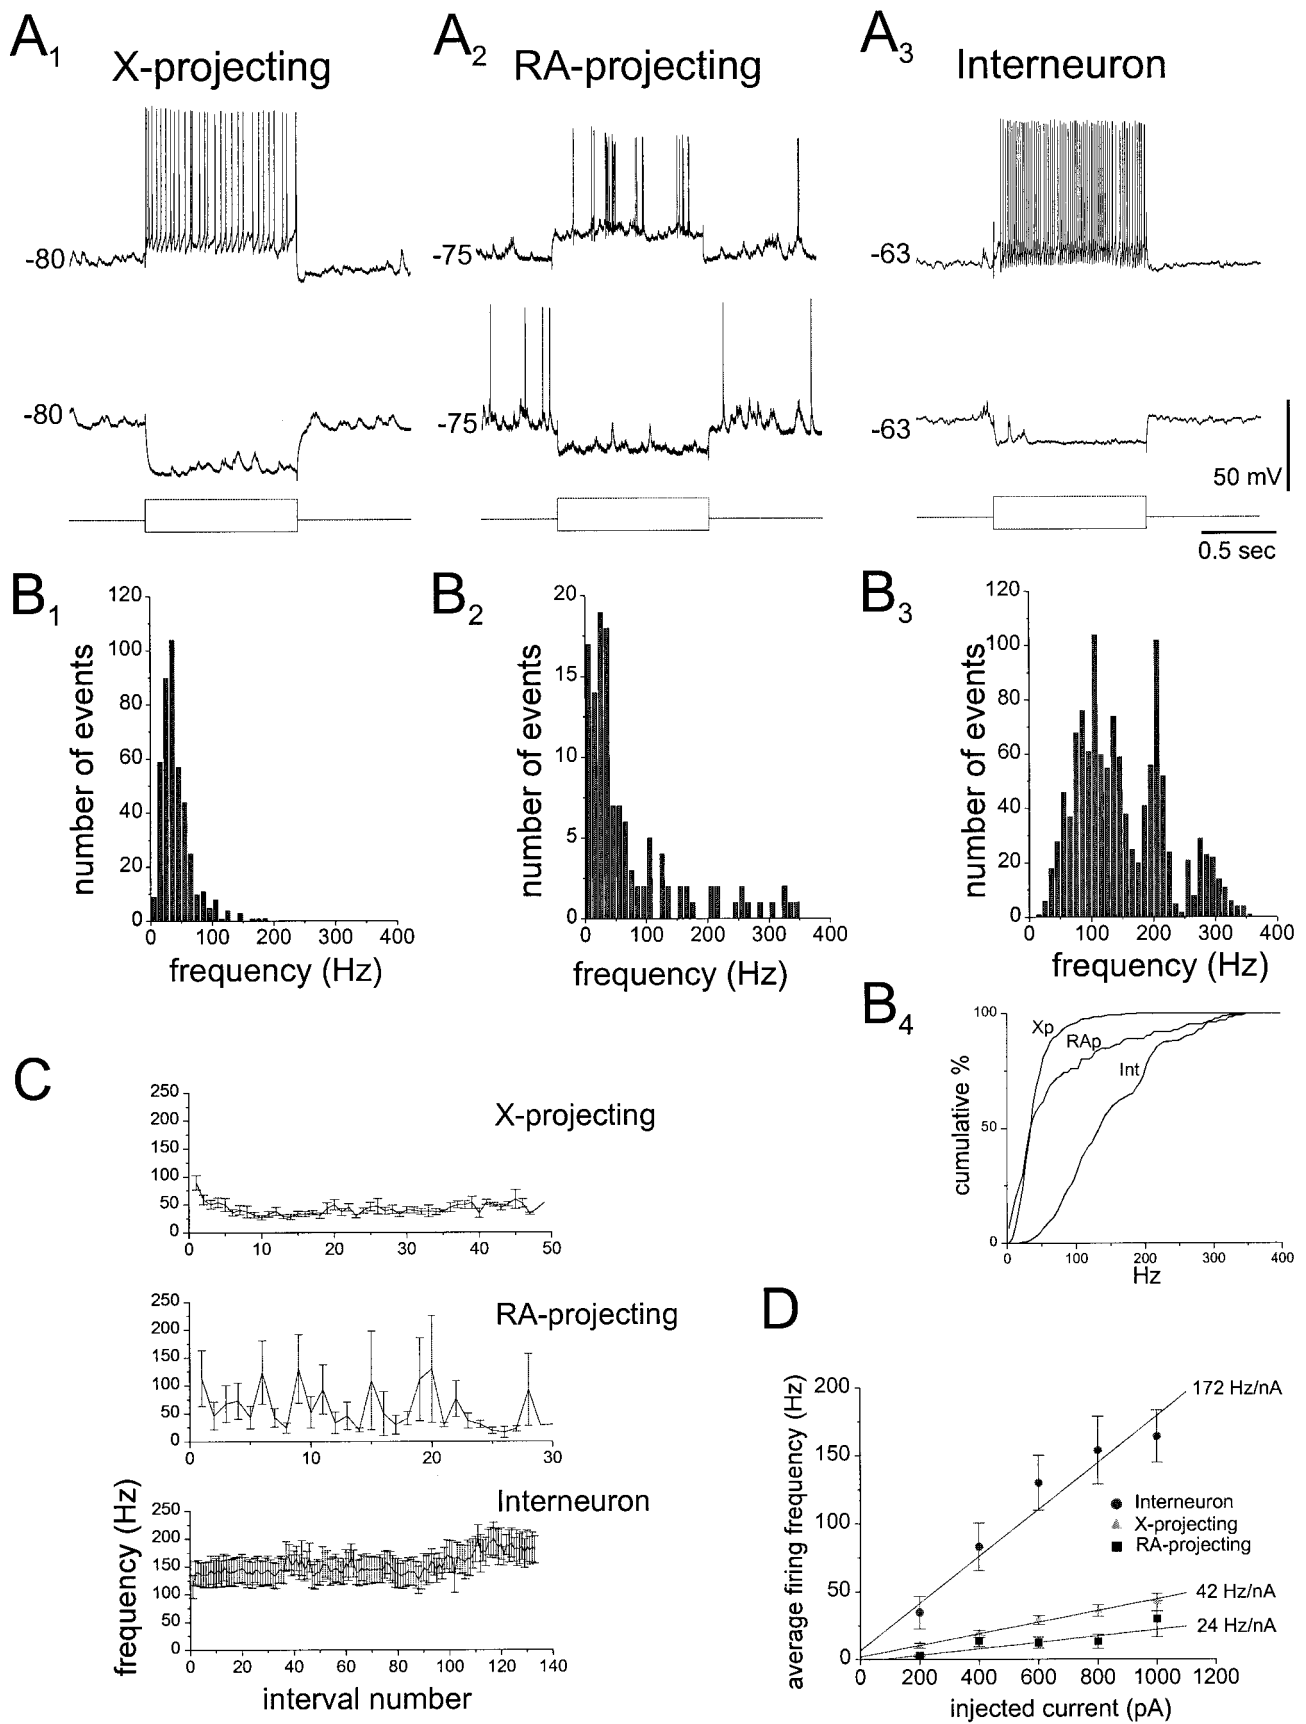 A1 X-projecting A2 RA-projecting A3 Interneuron
-80 -75 -63
-80 -75 -63
50 mV
0.5 sec
B1
number of events
120
100
80
60
40
20
0
0 100 200 300 400
frequency (Hz)
B2
number of events
20
15
10
5
0
0 100 200 300 400
frequency (Hz)
B3
number of events
120
100
80
60
40
20
0
0 100 200 300 400
frequency (Hz)
B4
cumulative %
100
50
0
Xp
RAp
Int
0 100 200 300 400
Hz
C
X-projecting
250
200
150
100
50
0
0 10 20 30 40 50
RA-projecting
250
200
150
100
50
0
0 10 20 30
Interneuron
frequency (Hz)
250
200
150
100
50
0
0 20 40 60 80 100 120 140
interval number
D
average firing frequency (Hz)
200
150
100
50
0
172 Hz/nA
Interneuron
X-projecting
RA-projecting
42 Hz/nA
24 Hz/nA
0 200 400 600 800 1000 1200
injected current (pA)